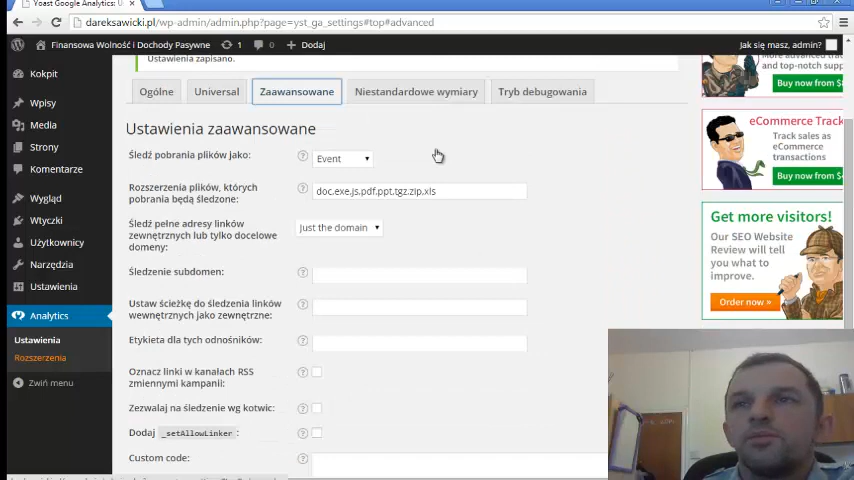 Yoast Google Analytics: U
dareksawicki.pl/wp-admin/admin.php?page=yst_ga_settings#top#advanced
Finansowa Wolność i Dochody Pasywne
1
0
Dodaj
Jak się masz, admin?
Ustawienia zapisano.
Kokpit
Wpisy
Media
Strony
Komentarze
Wygląd
Wtyczki
Użytkownicy
Narzędzia
Ustawienia
Analytics
Ustawienia
Rozszerzenia
Zwiń menu
Ogólne
Universal
Zaawansowane
Niestandardowe wymiary
Tryb debugowania
Ustawienia zaawansowane
Śledź pobrania plików jako:
Event
Rozszerzenia plików, których
pobrania będą śledzone:
doc,exe,js,pdf,ppt,tgz,zip,xls
Śledź pełne adresy linków
zewnętrznych lub tylko docelowe
domeny:
Just the domain
Śledzenie subdomen:
Ustaw ścieżkę do śledzenia linków
wewnętrznych jako zewnętrzne:
Etykieta dla tych odnośników:
Oznacz linki w kanałach RSS
zmiennymi kampanii:
Zezwalaj na śledzenie wg kotwic:
Dodaj _setAllowLinker:
Custom code:
and top-notch sup
Buy now from $8
eCommerce Track
Track sales as
eCommerce
transactions
Buy now from $8
Get more visitors!
Our SEO Website
Review will tell
you what to
improve.
Order now »